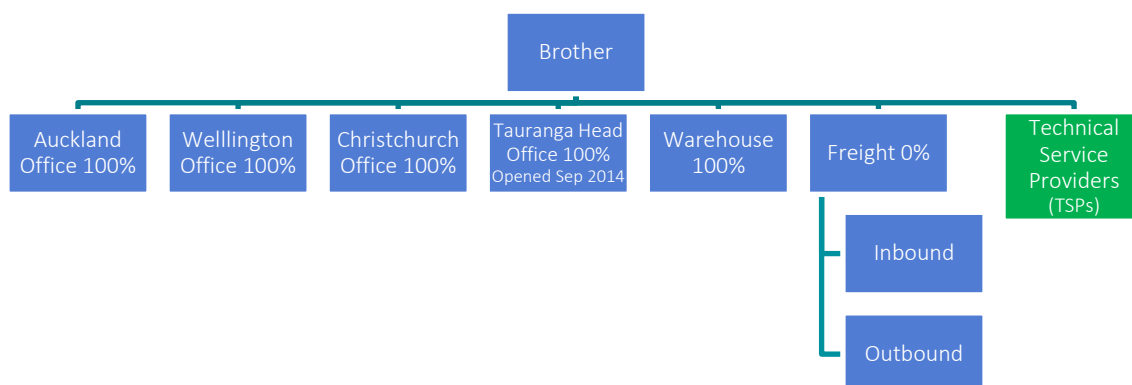 Brother
Auckland
Office 100%
Welllington
Office 100%
Christchurch
Office 100%
Tauranga Head
Office 100%
Opened Sep 2014
Warehouse
100%
Freight 0%
Technical
Service
Providers
(TSPs)
Inbound
Outbound